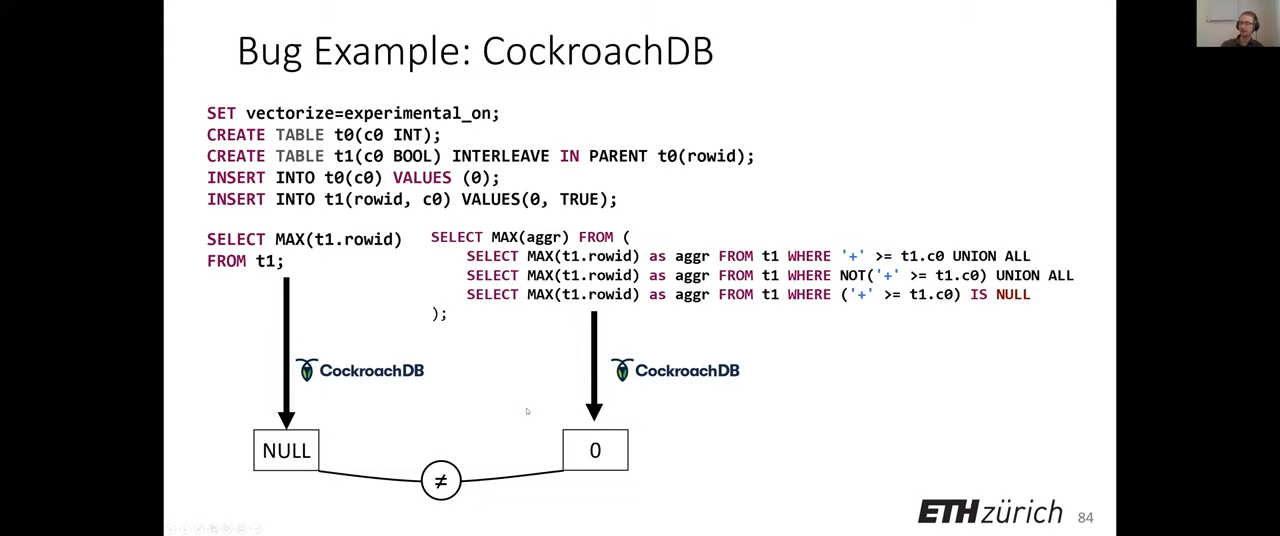 Bug Example: CockroachDB
SET vectorize=experimental_on;
CREATE TABLE t0(c0 INT);
CREATE TABLE t1(c0 BOOL) INTERLEAVE IN PARENT t0(rowid);
INSERT INTO t0(c0) VALUES (0);
INSERT INTO t1(rowid, c0) VALUES(0, TRUE);
SELECT MAX(t1.rowid)
FROM t1;
SELECT MAX(aggr) FROM (
SELECT MAX(t1.rowid) as aggr FROM t1 WHERE '+' >= t1.c0 UNION ALL
SELECT MAX(t1.rowid) as aggr FROM t1 WHERE NOT('+' >= t1.c0) UNION ALL
SELECT MAX(t1.rowid) as aggr FROM t1 WHERE ('+' >= t1.c0) IS NULL
);
CockroachDB
CockroachDB
NULL
0
≠
ETH zürich
84